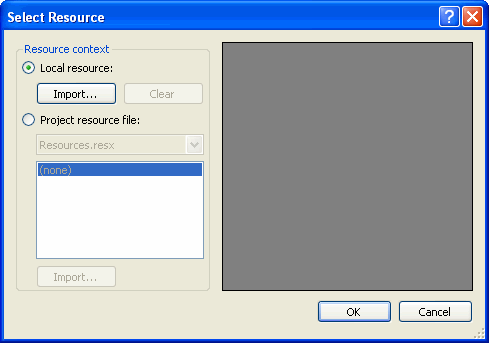 Select Resource
Resource context
Local resource:
Import... Clear
Project resource file:
Resources.resx
(none)
Import...
OK Cancel